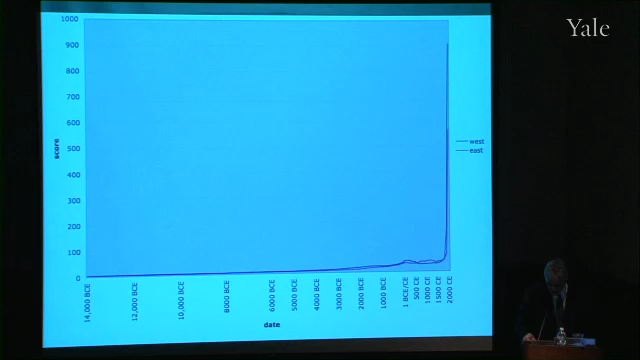 Yale
1000
900
800
700
600
500
400
300
200
100
0
score
west
east
14,000 BCE
12,000 BCE
10,000 BCE
8000 BCE
6000 BCE
5000 BCE
4000 BCE
3000 BCE
2000 BCE
1000 BCE
1 BCE/CE
500 CE
1000 CE
1500 CE
2000 CE
date